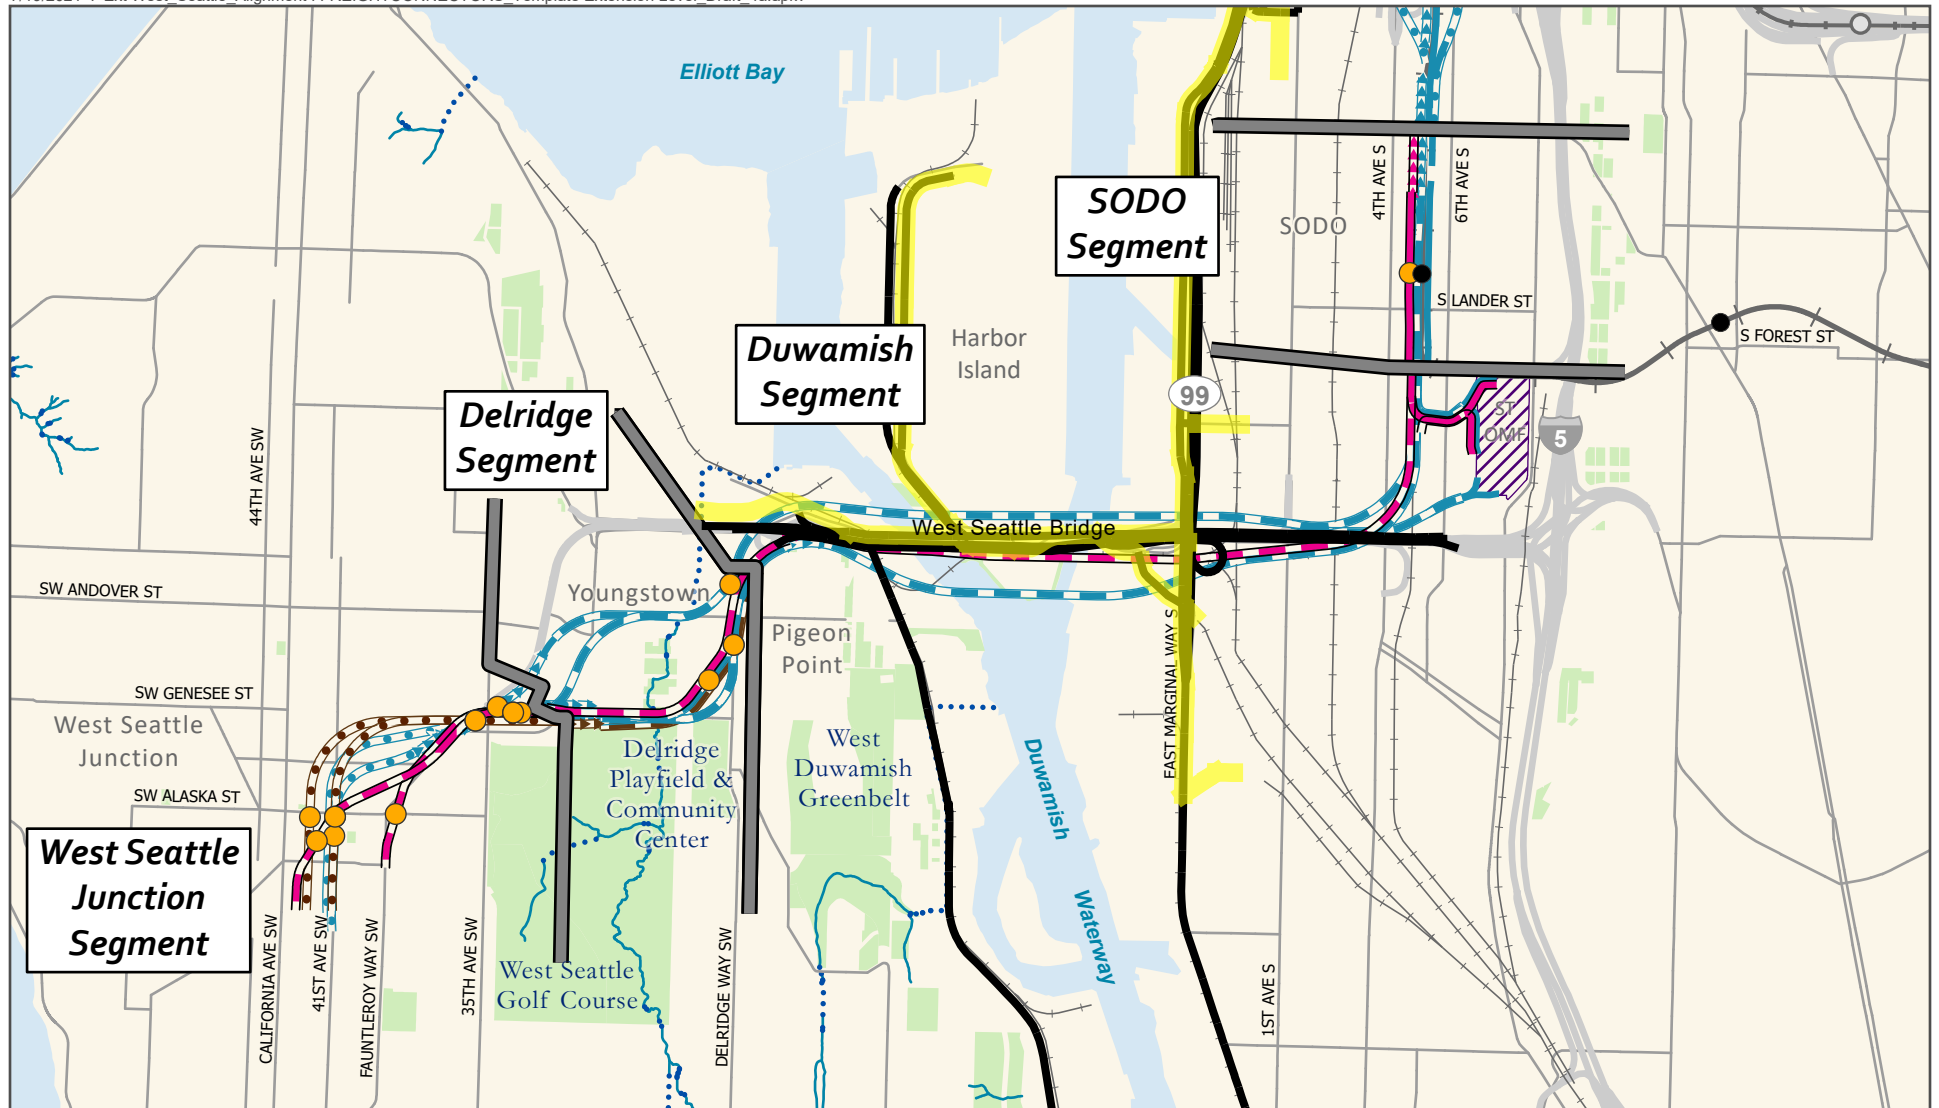 Elliott Bay
SODO
Segment
4TH AVE S
6TH AVE S
SODO
S LANDER ST
S FOREST ST
Harbor
Island
Duwamish
Segment
99
ST
OMF
5
Delridge
Segment
44TH AVE SW
West Seattle Bridge
SW ANDOVER ST
Youngstown
Pigeon
Point
EAST MARGINAL WAY S
SW GENESEE ST
West Seattle
Junction
Delridge
Playfield &
Community
Center
West
Duwamish
Greenbelt
Duwamish
Waterway
SW ALASKA ST
West Seattle
Junction
Segment
CALIFORNIA AVE SW
41ST AVE SW
FAUNTLEROY WAY SW
35TH AVE SW
West Seattle
Golf Course
DELRIDGE WAY SW
1ST AVE S